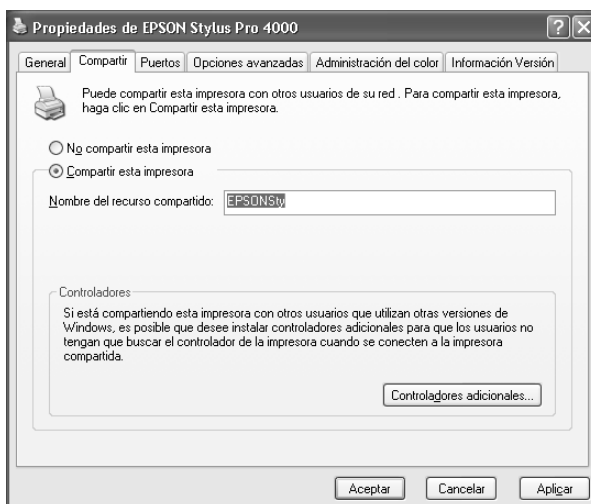 Propiedades de EPSON Stylus Pro 4000
General Compartir Puertos Opciones avanzadas Administración del color Información Versión
Puede compartir esta impresora con otros usuarios de su red . Para compartir esta impresora,
haga clic en Compartir esta impresora.
No compartir esta impresora
Compartir esta impresora
Nombre del recurso compartido: EPSONSty
Controladores
Si está compartiendo esta impresora con otros usuarios que utilizan otras versiones de
Windows, es posible que desee instalar controladores adicionales para que los usuarios no
tengan que buscar el controlador de la impresora cuando se conecten a la impresora
compartida.
Controladores adicionales...
Aceptar Cancelar Aplicar